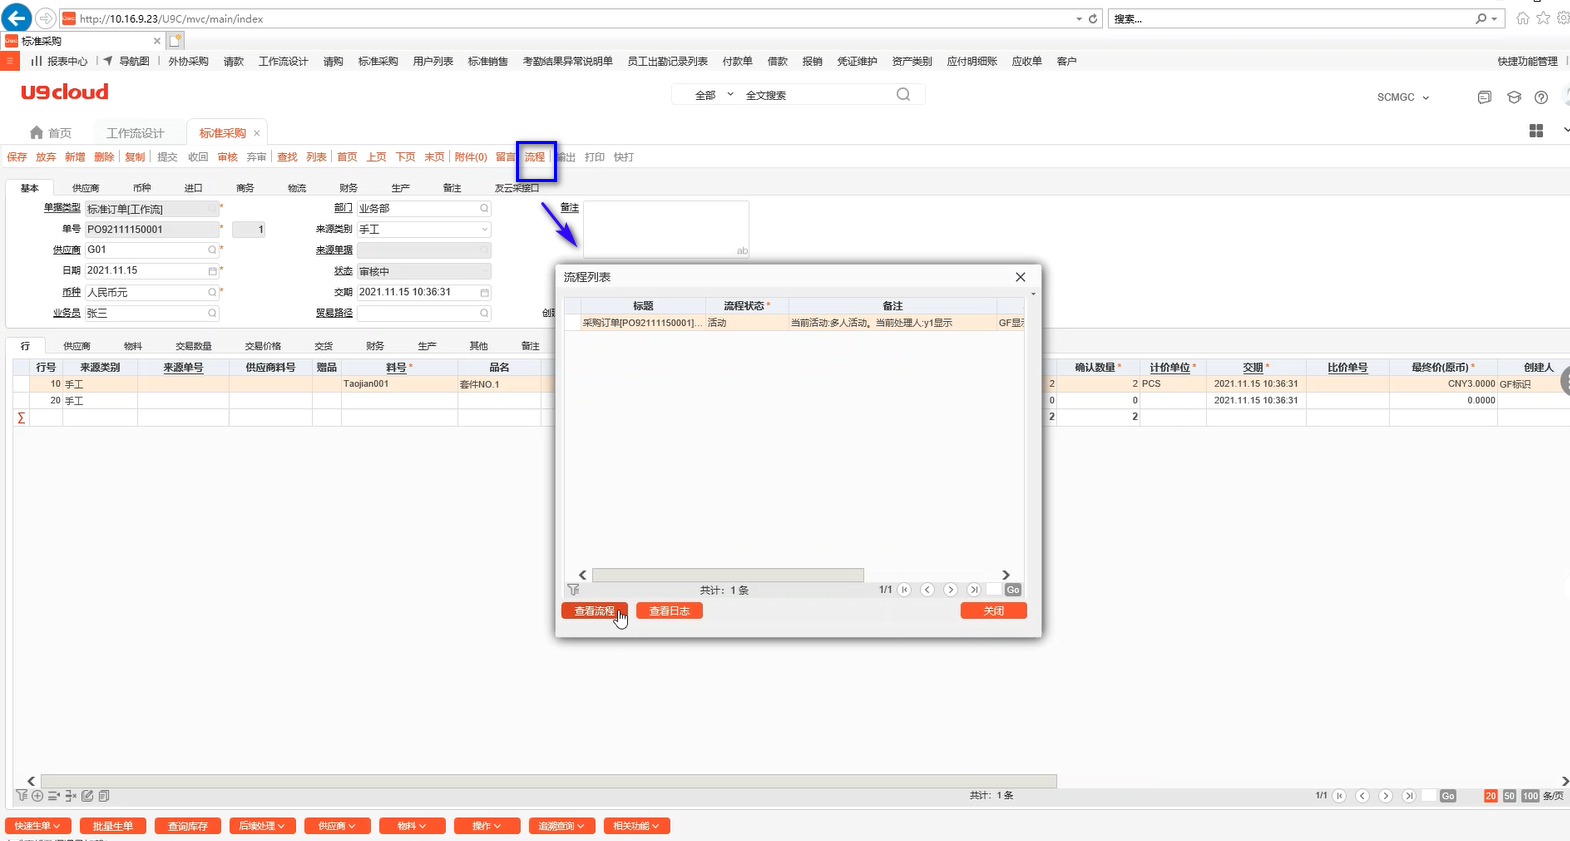 http://10.16.9.23/U9C/mvc/main/index
搜索...
标准采购
报表中心 导航图 外协采购 请款 工作流设计 请购 标准采购 用户列表 标准销售 考勤结果异常说明单 员工出勤记录列表 付款单 借款 报销 凭证维护 资产类别 应付明细账 应收单 客户 快捷功能管理
U9cloud 全部 全文搜索 SCMGC
首页 工作流设计 标准采购
保存 放弃 新增 删除 复制 提交 收回 审核 弃审 查找 列表 首页 上页 下页 末页 附件(0) 留言 流程 输出 打印 快打
基本 供应商 币种 进口 商务 物流 财务 生产 备注 友云采接口
单据类型 标准订单[工作流] * 部门 业务部 备注
单号 PO92111150001 * 1 来源类别 手工
供应商 G01 * 来源单据 ab
日期 2021.11.15 * 状态 审核中
币种 人民币元 * 交期 2021.11.15 10:36:31
业务员 张三 贸易路径
流程列表
标题 流程状态 * 备注
采购订单[PO92111150001]... 活动 当前活动:多人活动。当前处理人:y1显示 GF显
共计：1 条 1/1 Go
查看流程 查看日志 关闭
行 供应商 物料 交易数量 交易价格 交货 财务 生产 其他 备注
行号 来源类别 来源单号 供应商料号 赠品 料号 * 品名 确认数量 * 计价单位 * 交期 * 比价单号 最终价(原币) * 创建人
10 手工 Taojian001 套件NO.1 2 2 PCS 2021.11.15 10:36:31 CNY3.0000 GF标识
20 手工 0 0 2021.11.15 10:36:31 0.0000
Σ 2 2
共计：1 条 1/1 Go 20 50 100 条/页
快速生单 批量生单 查询库存 后续处理 供应商 物料 操作 追溯查询 相关功能